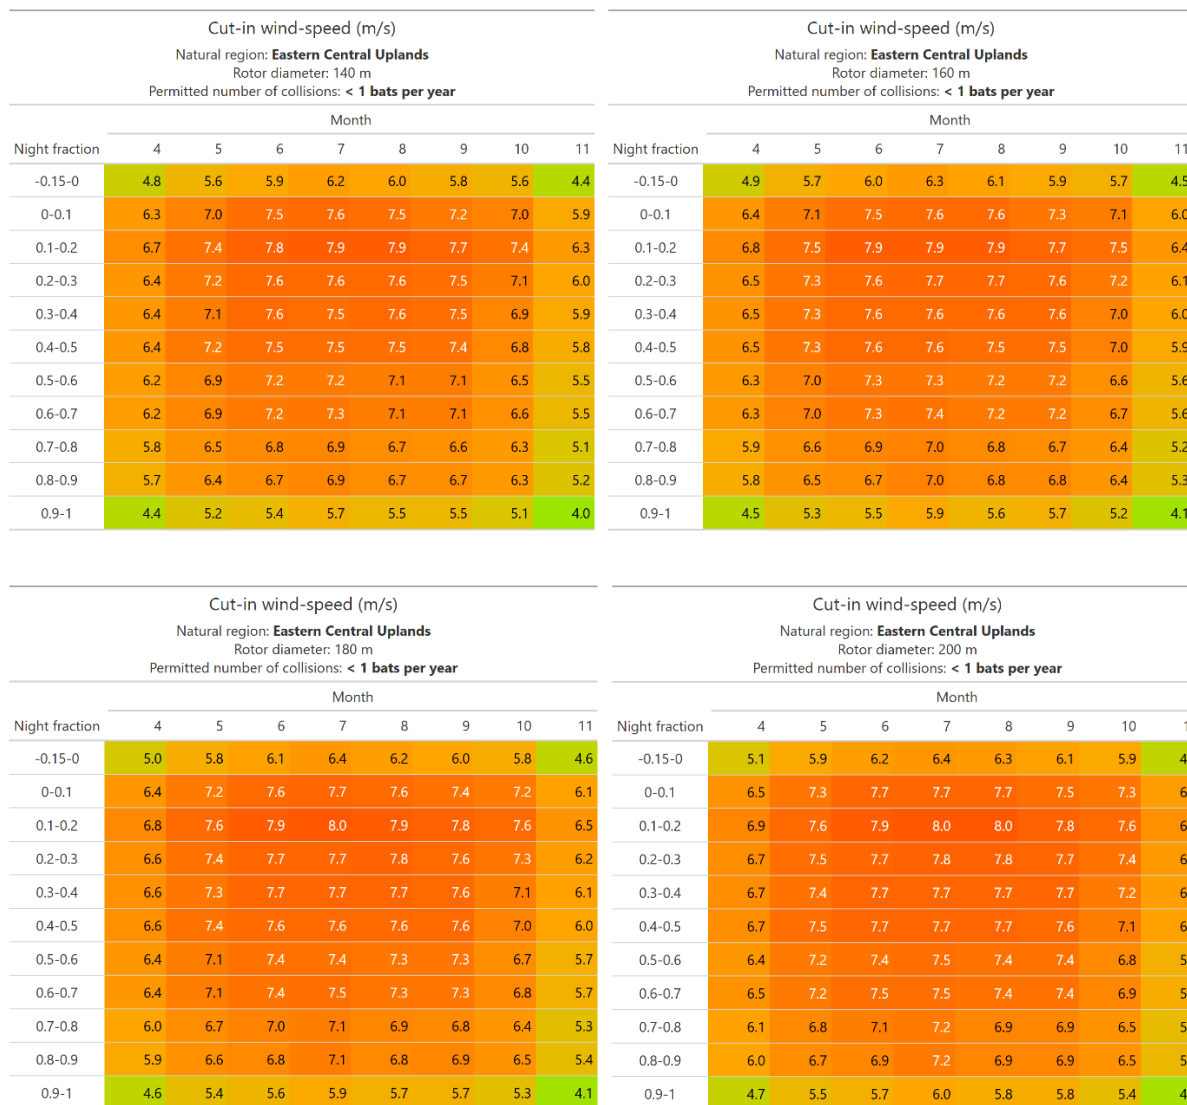 Cut-in wind-speed (m/s)
Natural region: Eastern Central Uplands
Rotor diameter: 140 m
Permitted number of collisions: < 1 bats per year
Month
Night fraction 4 5 6 7 8 9 10 11
-0.15-0 4.8 5.6 5.9 6.2 6.0 5.8 5.6 4.4
0-0.1 6.3 7.0 7.5 7.6 7.5 7.2 7.0 5.9
0.1-0.2 6.7 7.4 7.8 7.9 7.9 7.7 7.4 6.3
0.2-0.3 6.4 7.2 7.6 7.6 7.6 7.5 7.1 6.0
0.3-0.4 6.4 7.1 7.6 7.5 7.6 7.5 6.9 5.9
0.4-0.5 6.4 7.2 7.5 7.5 7.5 7.4 6.8 5.8
0.5-0.6 6.2 6.9 7.2 7.2 7.1 7.1 6.5 5.5
0.6-0.7 6.2 6.9 7.2 7.3 7.1 7.1 6.6 5.5
0.7-0.8 5.8 6.5 6.8 6.9 6.7 6.6 6.3 5.1
0.8-0.9 5.7 6.4 6.7 6.9 6.7 6.7 6.3 5.2
0.9-1 4.4 5.2 5.4 5.7 5.5 5.5 5.1 4.0
Cut-in wind-speed (m/s)
Natural region: Eastern Central Uplands
Rotor diameter: 160 m
Permitted number of collisions: < 1 bats per year
Month
Night fraction 4 5 6 7 8 9 10 11
-0.15-0 4.9 5.7 6.0 6.3 6.1 5.9 5.7 4.5
0-0.1 6.4 7.1 7.5 7.6 7.6 7.3 7.1 6.0
0.1-0.2 6.8 7.5 7.9 7.9 7.9 7.7 7.5 6.4
0.2-0.3 6.5 7.3 7.6 7.7 7.7 7.6 7.2 6.1
0.3-0.4 6.5 7.3 7.6 7.6 7.6 7.6 7.0 6.0
0.4-0.5 6.5 7.3 7.6 7.6 7.5 7.5 7.0 5.9
0.5-0.6 6.3 7.0 7.3 7.3 7.2 7.2 6.6 5.6
0.6-0.7 6.3 7.0 7.3 7.4 7.2 7.2 6.7 5.6
0.7-0.8 5.9 6.6 6.9 7.0 6.8 6.7 6.4 5.2
0.8-0.9 5.8 6.5 6.7 7.0 6.8 6.8 6.4 5.3
0.9-1 4.5 5.3 5.5 5.9 5.6 5.7 5.2 4.1
Cut-in wind-speed (m/s)
Natural region: Eastern Central Uplands
Rotor diameter: 180 m
Permitted number of collisions: < 1 bats per year
Month
Night fraction 4 5 6 7 8 9 10 11
-0.15-0 5.0 5.8 6.1 6.4 6.2 6.0 5.8 4.6
0-0.1 6.4 7.2 7.6 7.7 7.6 7.4 7.2 6.1
0.1-0.2 6.8 7.6 7.9 8.0 7.9 7.8 7.6 6.5
0.2-0.3 6.6 7.4 7.7 7.7 7.8 7.6 7.3 6.2
0.3-0.4 6.6 7.3 7.7 7.7 7.7 7.6 7.1 6.1
0.4-0.5 6.6 7.4 7.6 7.6 7.6 7.6 7.0 6.0
0.5-0.6 6.4 7.1 7.4 7.4 7.3 7.3 6.7 5.7
0.6-0.7 6.4 7.1 7.4 7.5 7.3 7.3 6.8 5.7
0.7-0.8 6.0 6.7 7.0 7.1 6.9 6.8 6.4 5.3
0.8-0.9 5.9 6.6 6.8 7.1 6.8 6.9 6.5 5.4
0.9-1 4.6 5.4 5.6 5.9 5.7 5.7 5.3 4.1
Cut-in wind-speed (m/s)
Natural region: Eastern Central Uplands
Rotor diameter: 200 m
Permitted number of collisions: < 1 bats per year
Month
Night fraction 4 5 6 7 8 9 10
-0.15-0 5.1 5.9 6.2 6.4 6.3 6.1 5.9
0-0.1 6.5 7.3 7.7 7.7 7.7 7.5 7.3
0.1-0.2 6.9 7.6 7.9 8.0 8.0 7.8 7.6
0.2-0.3 6.7 7.5 7.7 7.8 7.8 7.7 7.4
0.3-0.4 6.7 7.4 7.7 7.7 7.7 7.7 7.2
0.4-0.5 6.7 7.5 7.7 7.7 7.7 7.6 7.1
0.5-0.6 6.4 7.2 7.4 7.5 7.4 7.4 6.8
0.6-0.7 6.5 7.2 7.5 7.5 7.4 7.4 6.9
0.7-0.8 6.1 6.8 7.1 7.2 6.9 6.9 6.5
0.8-0.9 6.0 6.7 6.9 7.2 6.9 6.9 6.5
0.9-1 4.7 5.5 5.7 6.0 5.8 5.8 5.4